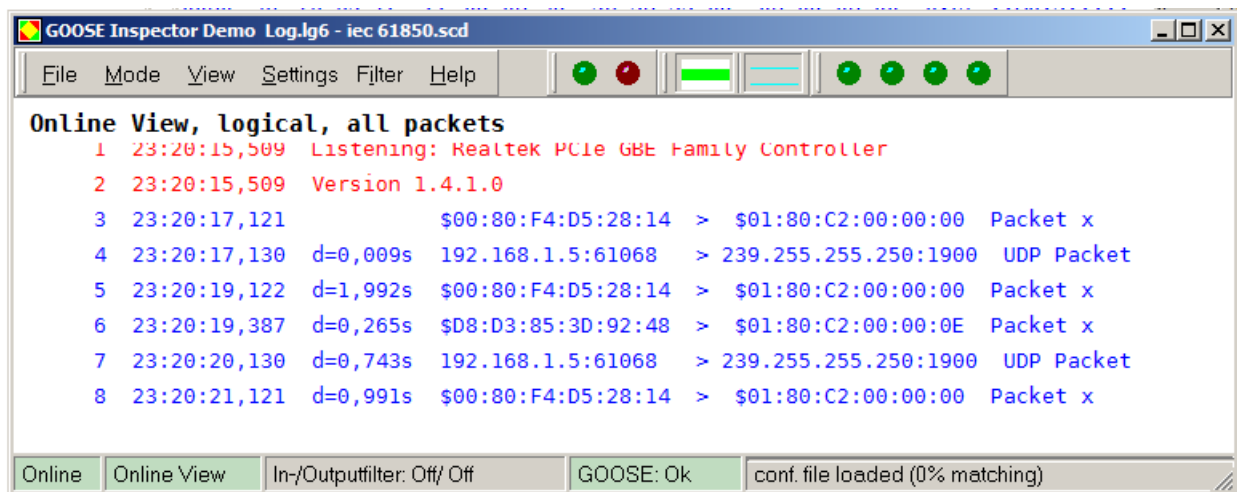 GOOSE Inspector Demo Log.lg6 - iec 61850.scd
File Mode View Settings Filter Help
Online View, logical, all packets
1 23:20:15,509 Listening: Realtek PCIe GBE Family Controller
2 23:20:15,509 Version 1.4.1.0
3 23:20:17,121 $00:80:F4:D5:28:14 > $01:80:C2:00:00:00 Packet x
4 23:20:17,130 d=0,009s 192.168.1.5:61068 > 239.255.255.250:1900 UDP Packet
5 23:20:19,122 d=1,992s $00:80:F4:D5:28:14 > $01:80:C2:00:00:00 Packet x
6 23:20:19,387 d=0,265s $D8:D3:85:3D:92:48 > $01:80:C2:00:00:0E Packet x
7 23:20:20,130 d=0,743s 192.168.1.5:61068 > 239.255.255.250:1900 UDP Packet
8 23:20:21,121 d=0,991s $00:80:F4:D5:28:14 > $01:80:C2:00:00:00 Packet x
Online Online View In-/Outputfilter: Off/ Off GOOSE: Ok conf. file loaded (0% matching)